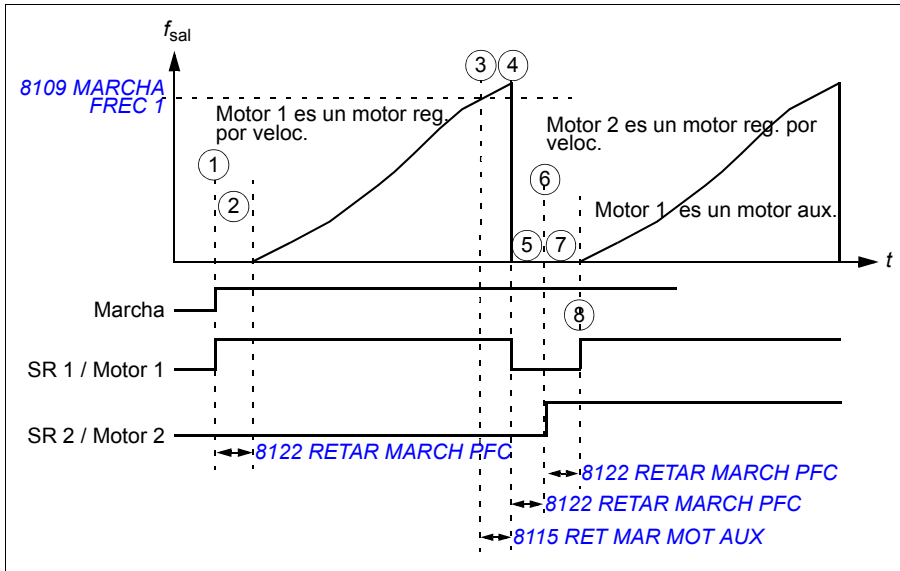 fsal
8109 MARCHA
FREC 1
3 4
Motor 1 es un motor reg.
por veloc.
Motor 2 es un motor reg. por
veloc.
1
2
6
Motor 1 es un motor aux.
5 7
t
Marcha
8
SR 1 / Motor 1
SR 2 / Motor 2
8122 RETAR MARCH PFC
8122 RETAR MARCH PFC
8122 RETAR MARCH PFC
8115 RET MAR MOT AUX